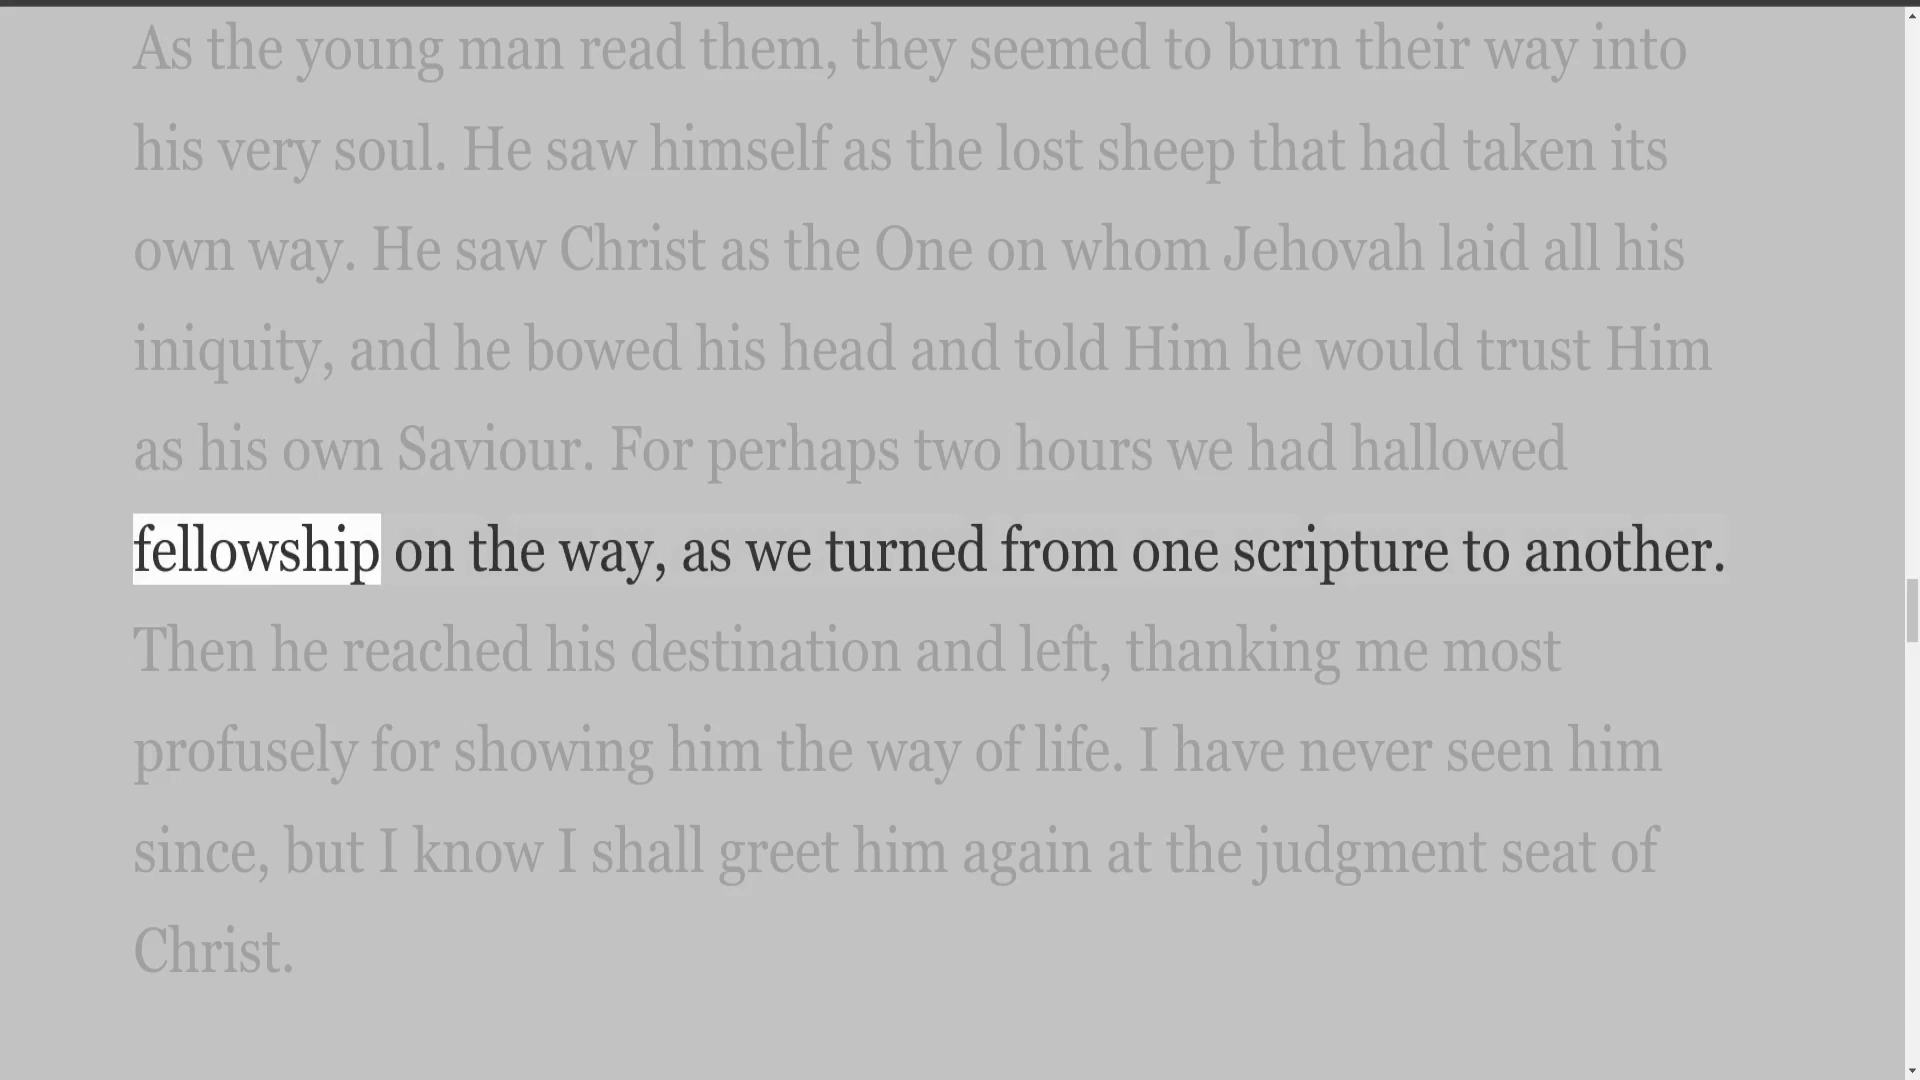 As the young man read them, they seemed to burn their way into
his very soul. He saw himself as the lost sheep that had taken its
own way. He saw Christ as the One on whom Jehovah laid all his
iniquity, and he bowed his head and told Him he would trust Him
as his own Saviour. For perhaps two hours we had hallowed
fellowship on the way, as we turned from one scripture to another.
Then he reached his destination and left, thanking me most
profusely for showing him the way of life. I have never seen him
since, but I know I shall greet him again at the judgment seat of
Christ.